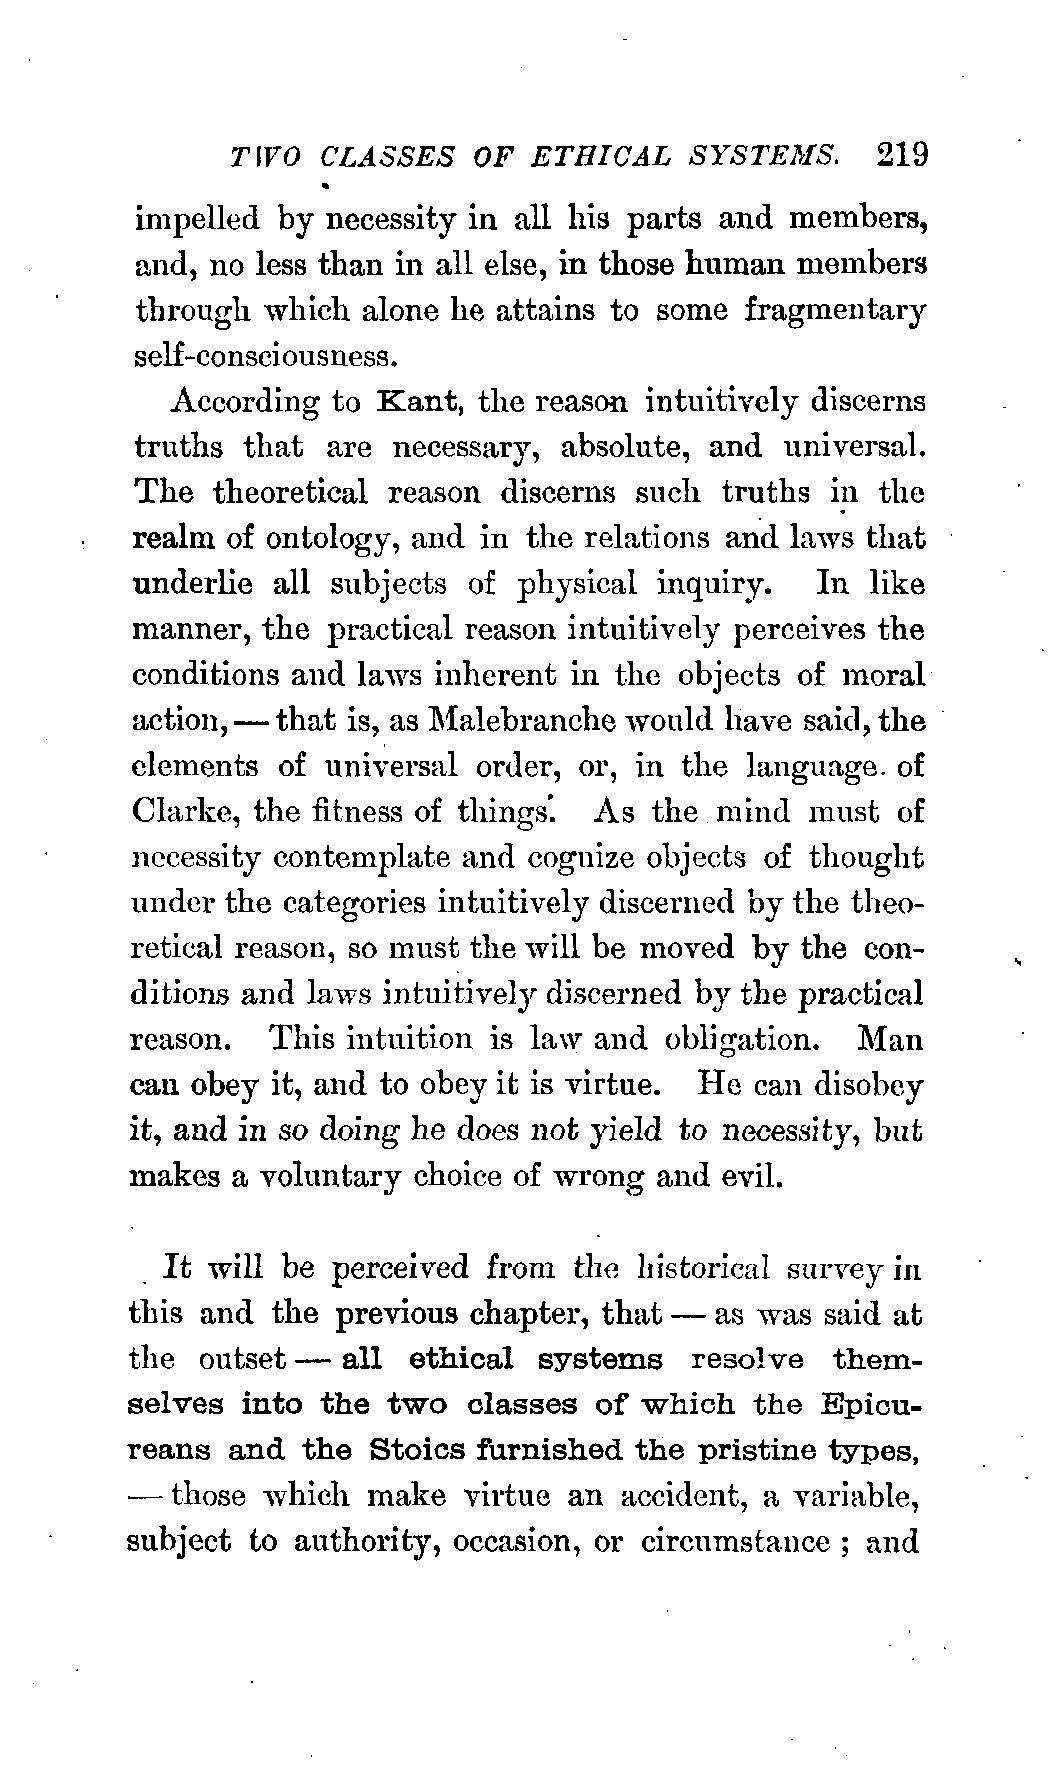 TWO CLASSES OF ETHICAL SYSTEMS. 219
impelled by necessity in all his parts and members,
and, no less than in all else, in those human members
through which alone he attains to some fragmentary
self-consciousness.
According to Kant, the reason intuitively discerns
truths that are necessary, absolute, and universal.
The theoretical reason discerns such truths in the
realm of ontology, and in the relations and laws that
underlie all subjects of physical inquiry. In like
manner, the practical reason intuitively perceives the
conditions and laws inherent in the objects of moral
action, — that is, as Malebranche would have said, the
elements of universal order, or, in the language of
Clarke, the fitness of things. As the mind must of
necessity contemplate and cognize objects of thought
under the categories intuitively discerned by the theo-
retical reason, so must the will be moved by the con-
ditions and laws intuitively discerned by the practical
reason. This intuition is law and obligation. Man
can obey it, and to obey it is virtue. He can disobey
it, and in so doing he does not yield to necessity, but
makes a voluntary choice of wrong and evil.
It will be perceived from the historical survey in
this and the previous chapter, that — as was said at
the outset — all ethical systems resolve them-
selves into the two classes of which the Epicu-
reans and the Stoics furnished the pristine types,
— those which make virtue an accident, a variable,
subject to authority, occasion, or circumstance ; and